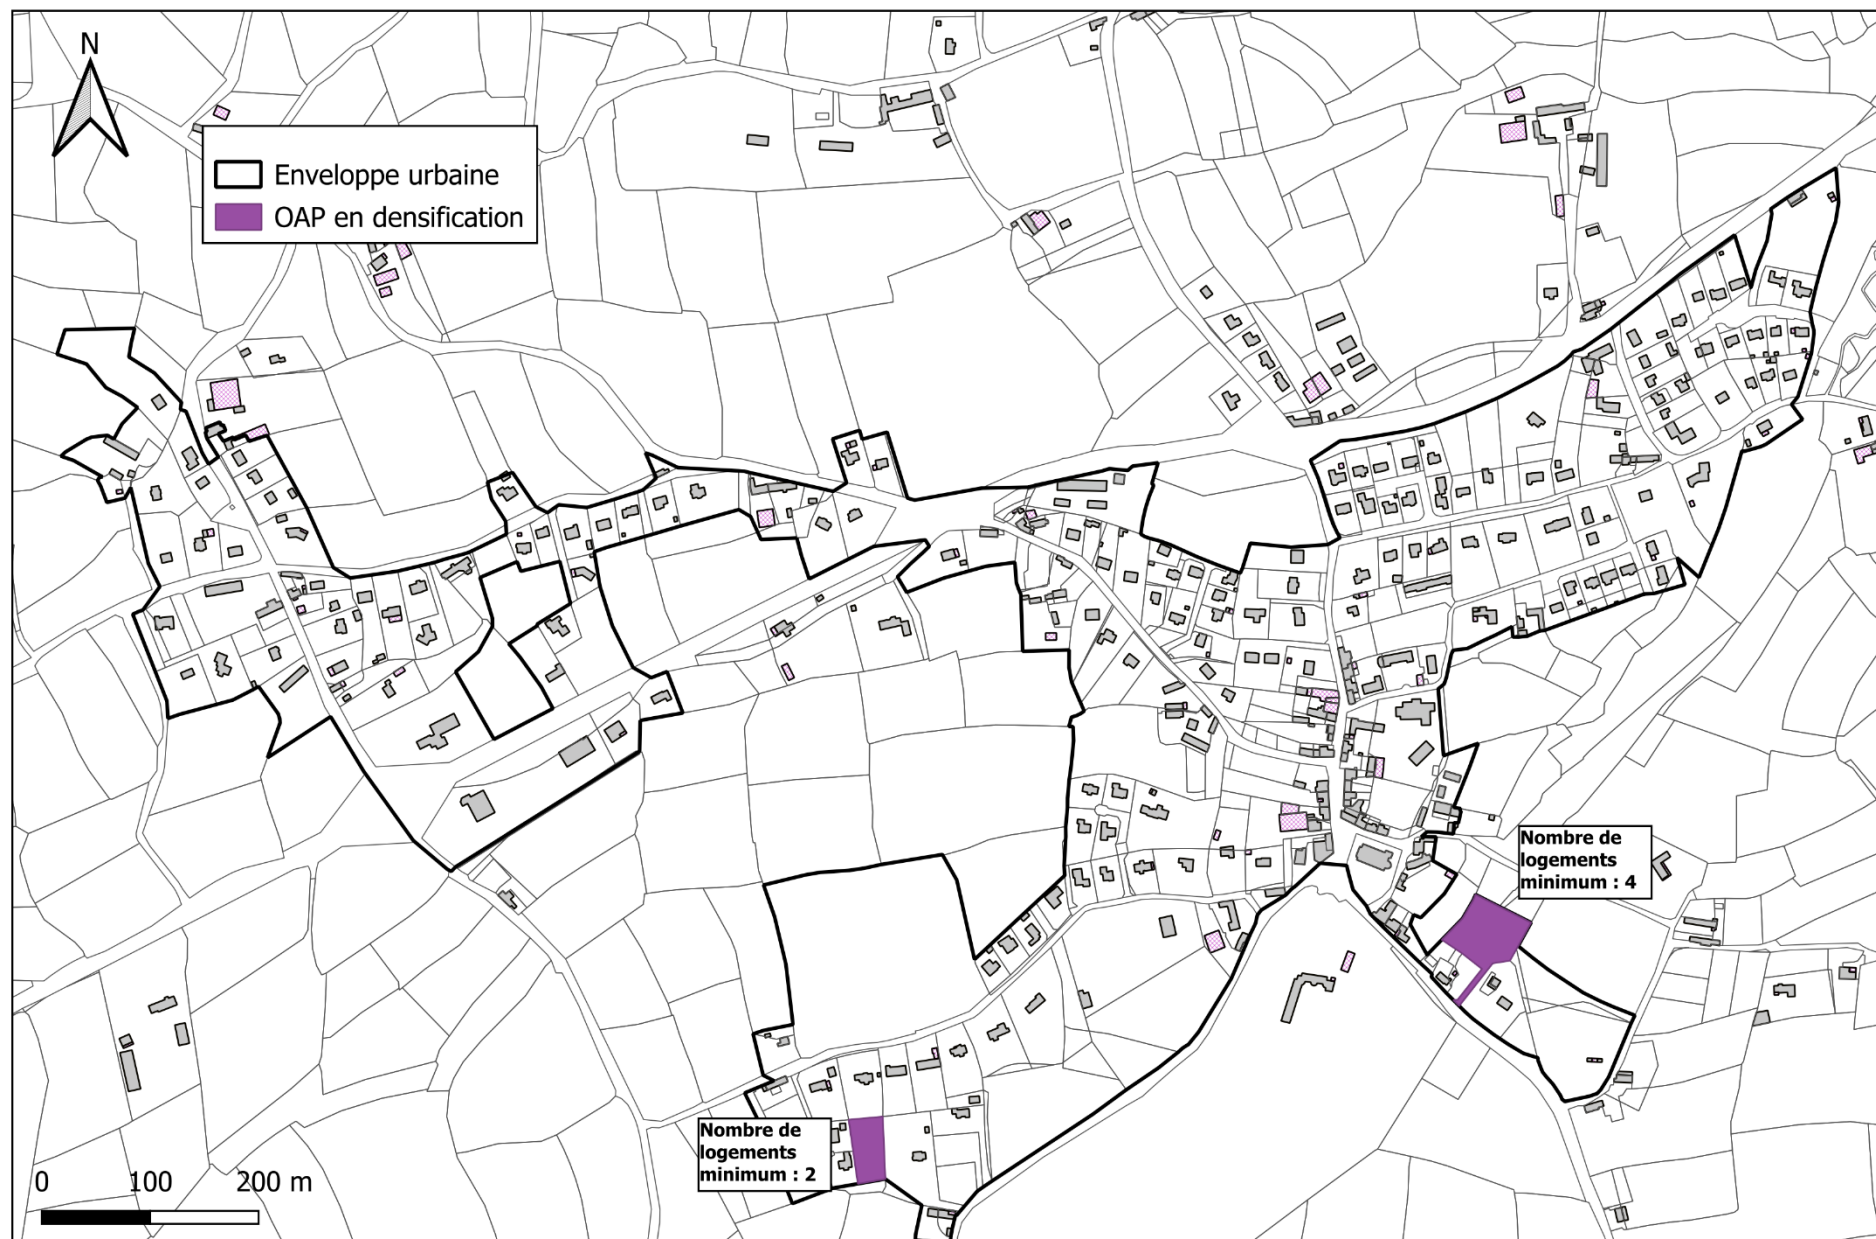 N
Enveloppe urbaine
OAP en densification
Nombre de
logements
minimum : 4
Nombre de
logements
minimum : 2
0 100 200 m